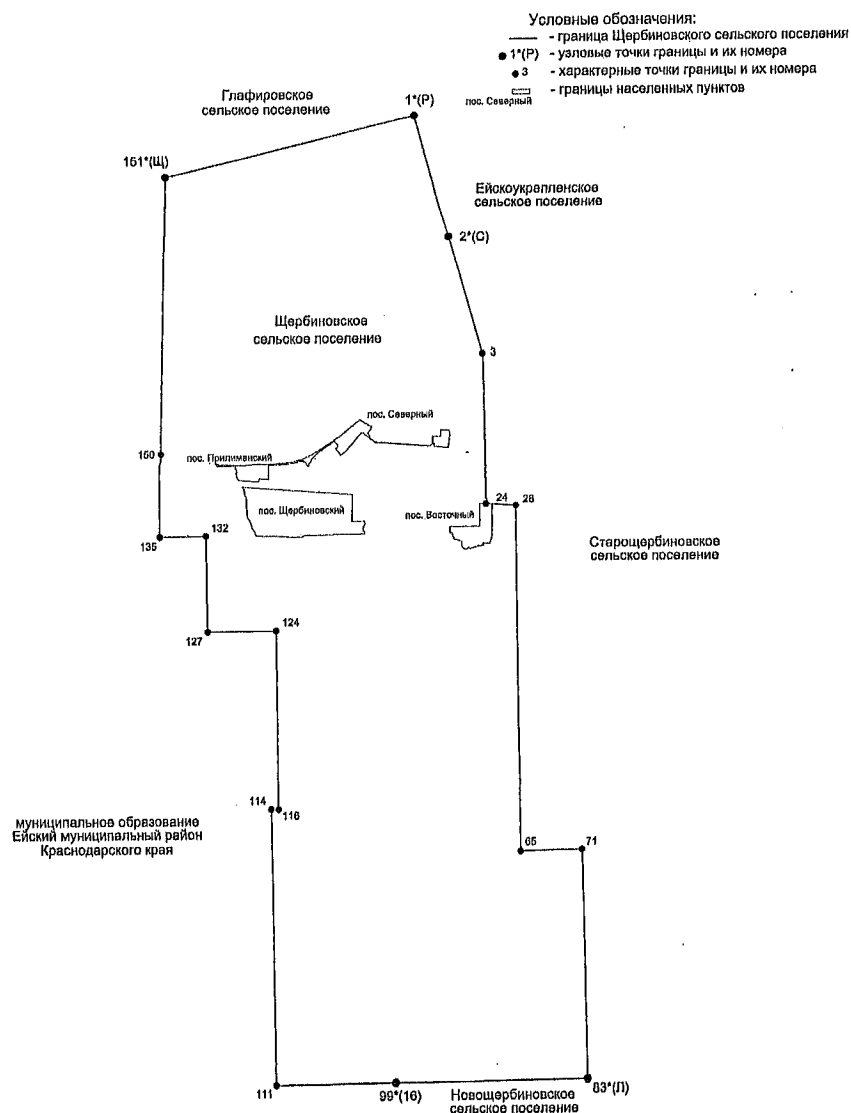 Условные обозначения:
- граница Щербиновского сельского поселения
1*(Р) - узловые точки границы и их номера
3 - характерные точки границы и их номера
пос. Северный - границы населенных пунктов
Глафировское
сельское поселение
1*(Р)
151*(Щ)
Ейскоукрепленское
сельское поселение
2*(С)
Щербиновское
сельское поселение
3
пос. Северный
150
пос. Прилиманский
24
28
пос. Щербиновский
пос. Восточный
132
135
Старощербиновское
сельское поселение
124
127
114
116
муниципальное образование
Ейский муниципальный район
Краснодарского края
65
71
111
99*(16)
83*(Л)
Новощербиновское
сельское поселение